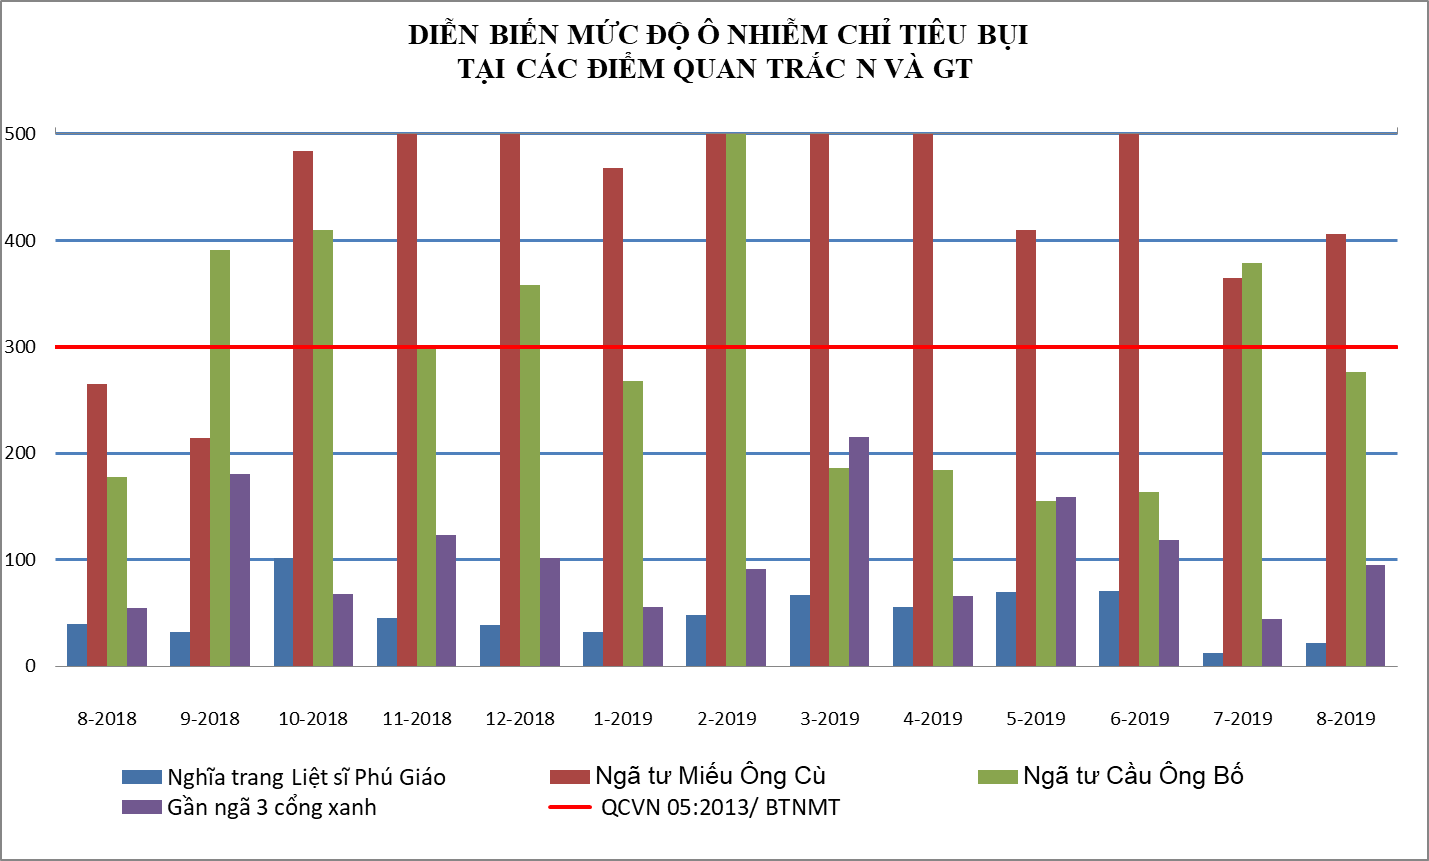 DIỄN BIẾN MỨC ĐỘ Ô NHIỄM CHỈ TIÊU BỤI
TẠI CÁC ĐIỂM QUAN TRẮC N VÀ GT
500
400
300
200
100
0
8-2018 9-2018 10-2018 11-2018 12-2018 1-2019 2-2019 3-2019 4-2019 5-2019 6-2019 7-2019 8-2019
Nghĩa trang Liệt sĩ Phú Giáo Ngã tư Miếu Ông Cù Ngã tư Cầu Ông Bố
Gần ngã 3 cổng xanh QCVN 05:2013/ BTNMT